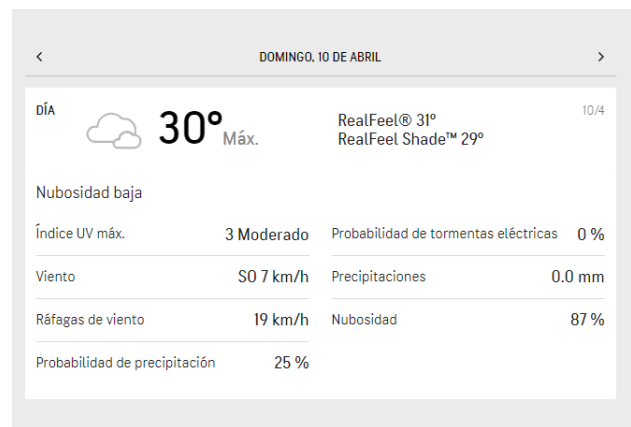 DOMINGO, 10 DE ABRIL
DÍA
10/4
30° Máx.
RealFeel® 31°
RealFeel Shade™ 29°
Nubosidad baja
Índice UV máx. 3 Moderado
Viento SO 7 km/h
Ráfagas de viento 19 km/h
Probabilidad de precipitación 25 %
Probabilidad de tormentas eléctricas 0 %
Precipitaciones 0.0 mm
Nubosidad 87 %